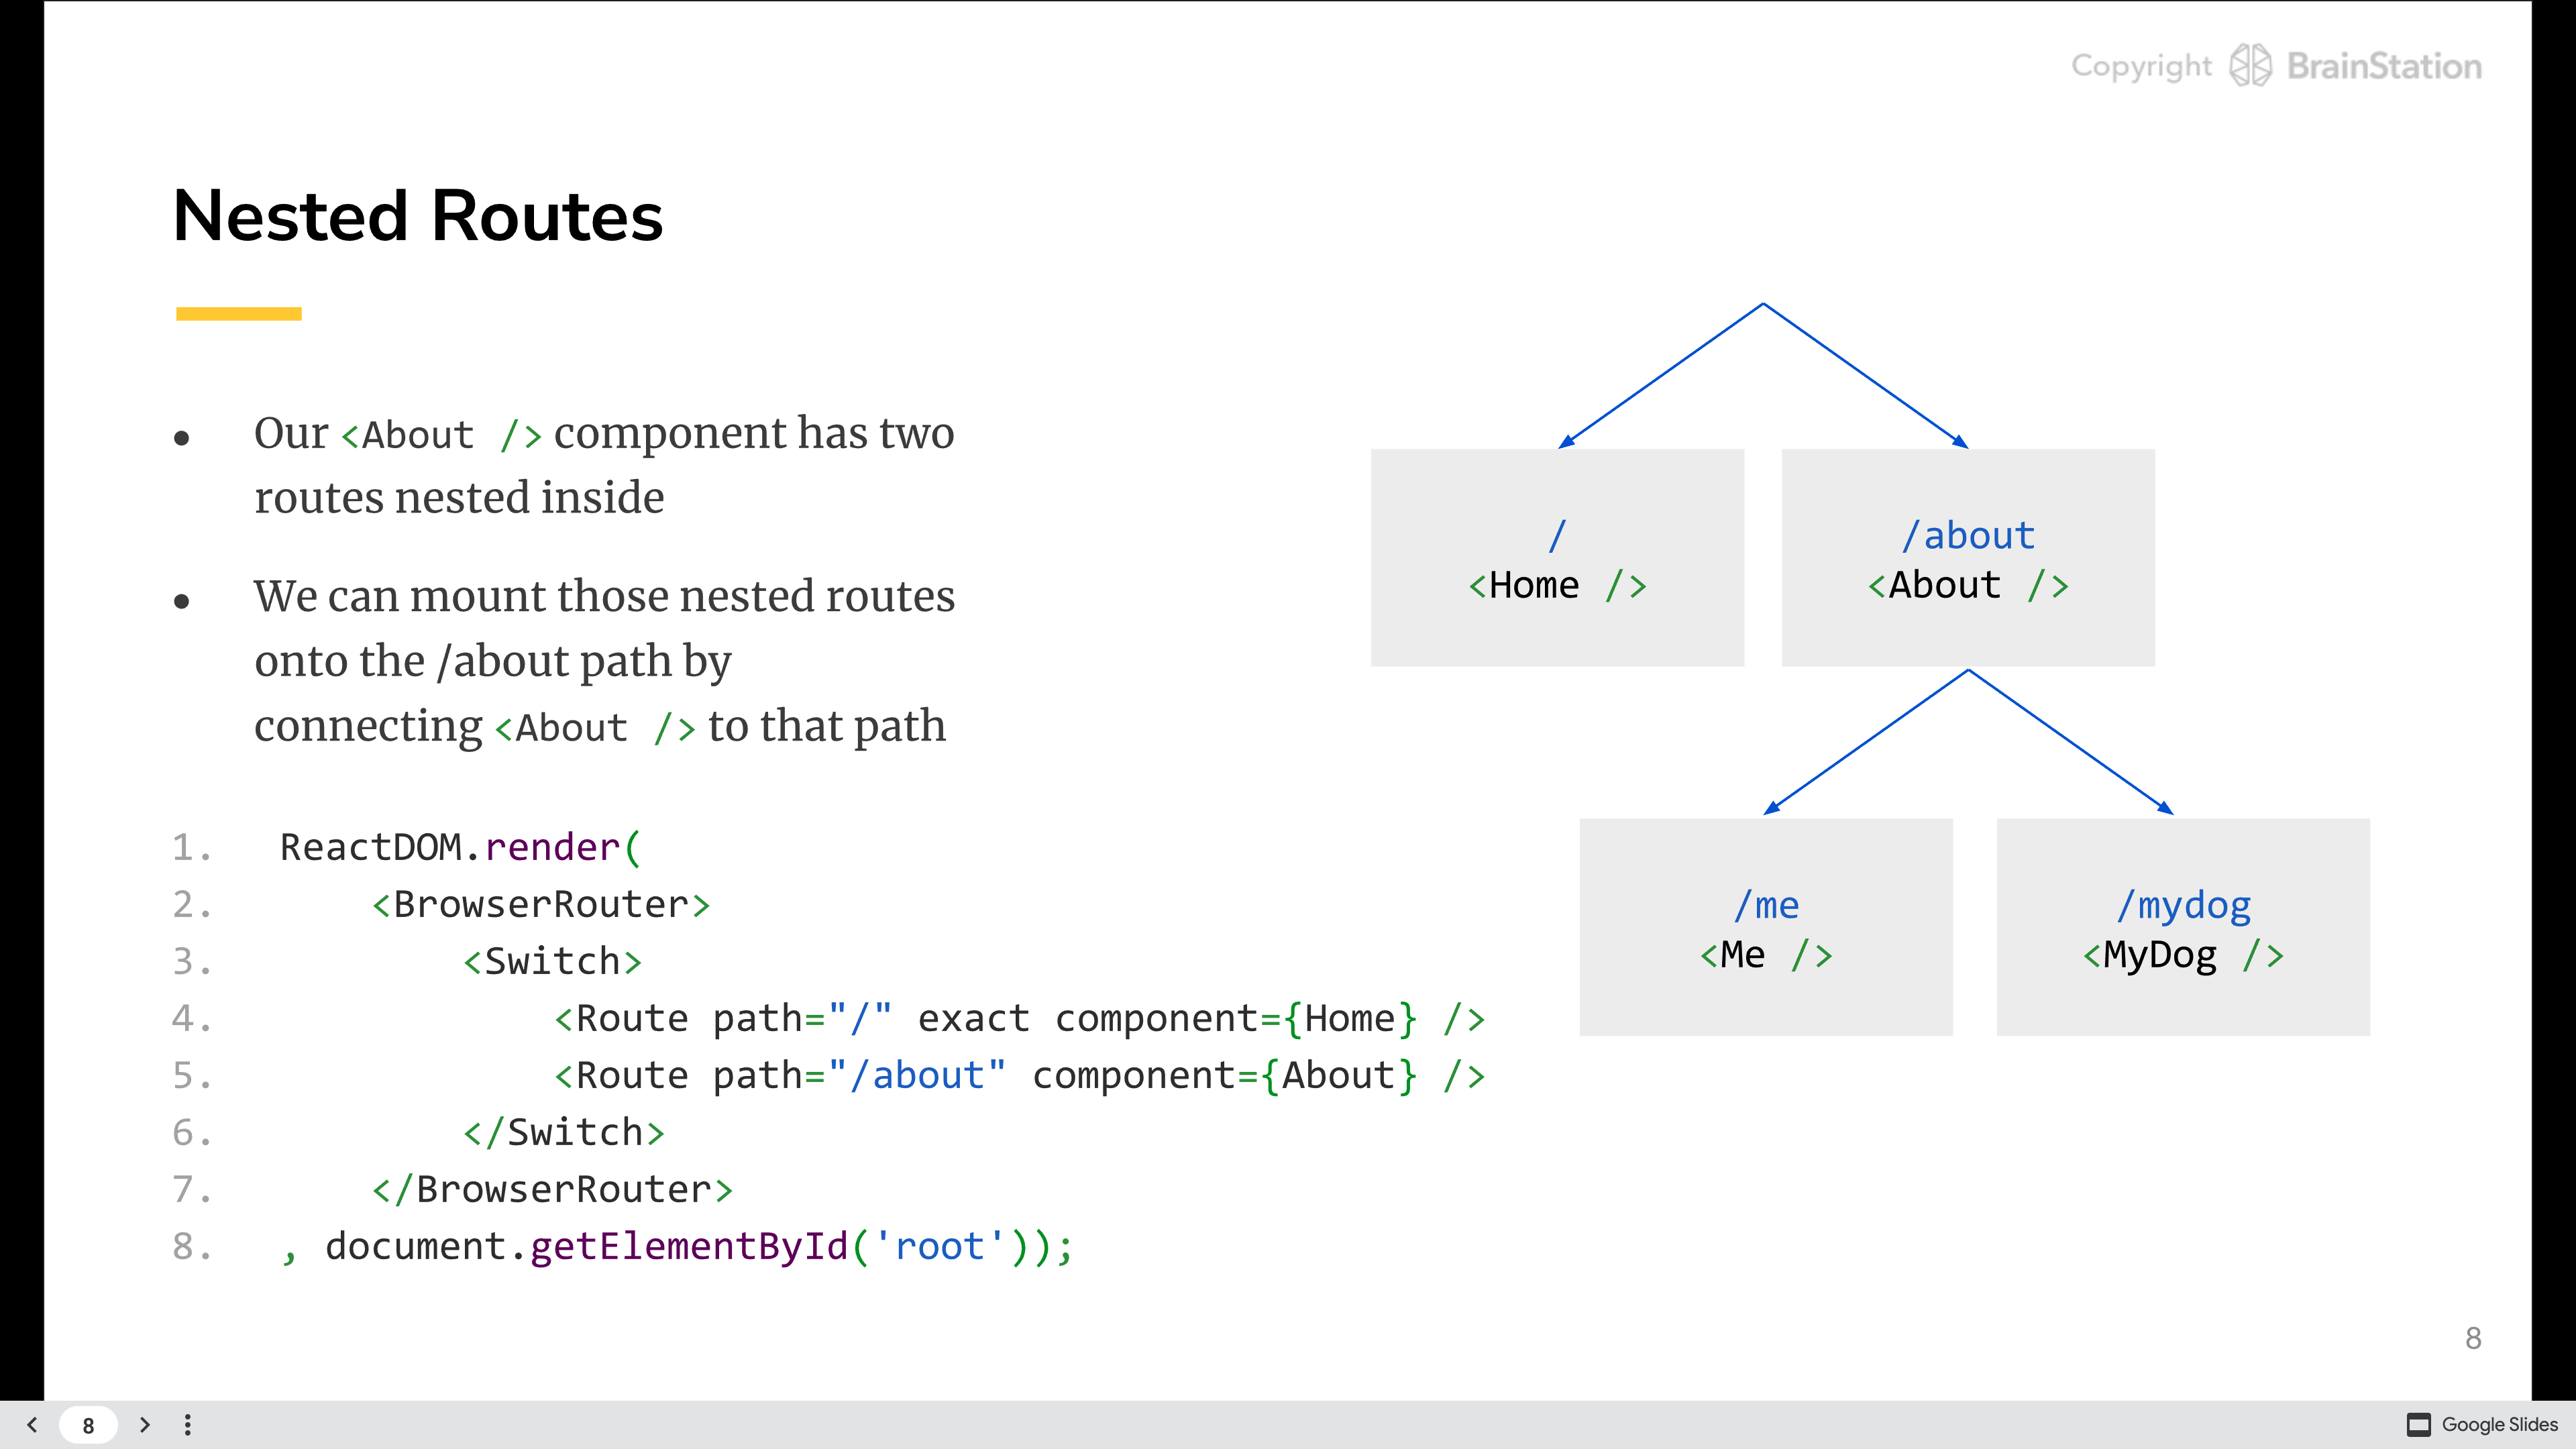 Copyright BrainStation
Nested Routes
● Our <About /> component has two
routes nested inside
● We can mount those nested routes
onto the /about path by
connecting <About /> to that path
1. ReactDOM.render(
2. <BrowserRouter>
3. <Switch>
4. <Route path="/" exact component={Home} />
5. <Route path="/about" component={About} />
6. </Switch>
7. </BrowserRouter>
8. , document.getElementById('root'));
/
<Home />
/about
<About />
/me
<Me />
/mydog
<MyDog />
8
8
Google Slides